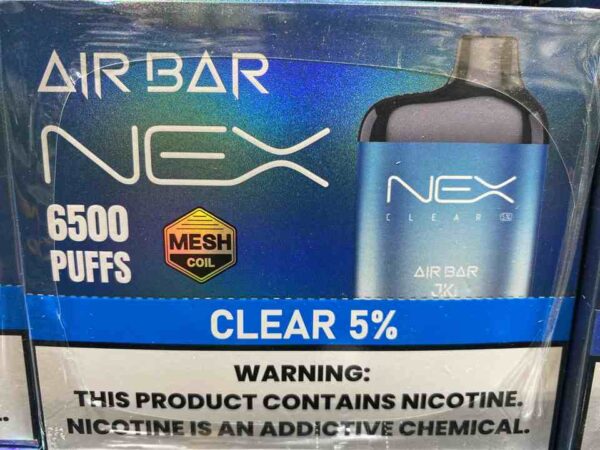 AIR BAR
NEX
6500
PUFFS
MESH
COIL
NEX
CLEAR 5%
AIR BAR
CLEAR 5%
WARNING:
THIS PRODUCT CONTAINS NICOTINE.
NICOTINE IS AN ADDICTIVE CHEMICAL.